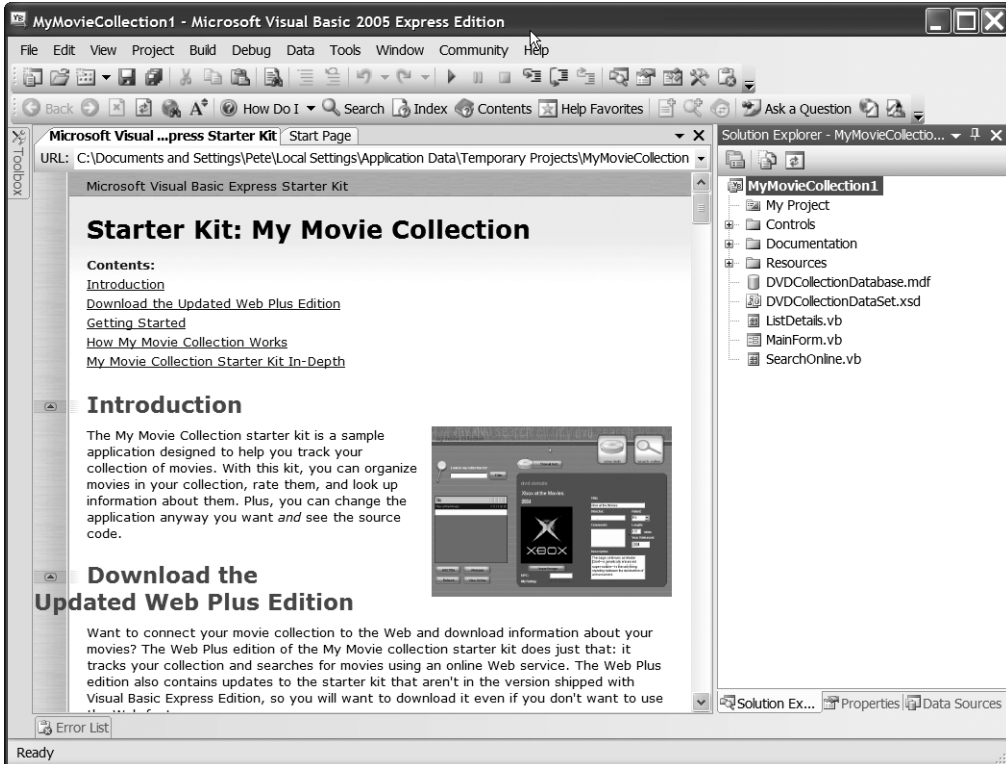 MyMovieCollection1 - Microsoft Visual Basic 2005 Express Edition
File Edit View Project Build Debug Data Tools Window Community Help
Back How Do I Search Index Contents Help Favorites Ask a Question
Toolbox
Microsoft Visual ...press Starter Kit Start Page
URL: C:\Documents and Settings\Pete\Local Settings\Application Data\Temporary Projects\MyMovieCollection
Microsoft Visual Basic Express Starter Kit
Starter Kit: My Movie Collection
Contents:
Introduction
Download the Updated Web Plus Edition
Getting Started
How My Movie Collection Works
My Movie Collection Starter Kit In-Depth
Introduction
The My Movie Collection starter kit is a sample
application designed to help you track your
collection of movies. With this kit, you can organize
movies in your collection, rate them, and look up
information about them. Plus, you can change the
application anyway you want and see the source
code.
Xbox at the Movies
XBOX
Download the
Updated Web Plus Edition
Want to connect your movie collection to the Web and download information about your
movies? The Web Plus edition of the My Movie collection starter kit does just that: it
tracks your collection and searches for movies using an online Web service. The Web Plus
edition also contains updates to the starter kit that aren't in the version shipped with
Visual Basic Express Edition, so you will want to download it even if you don't want to use
Solution Explorer - MyMovieCollectio...
MyMovieCollection1
My Project
Controls
Documentation
Resources
DVDCollectionDatabase.mdf
DVDCollectionDataSet.xsd
ListDetails.vb
MainForm.vb
SearchOnline.vb
Solution Ex... Properties Data Sources
Error List
Ready